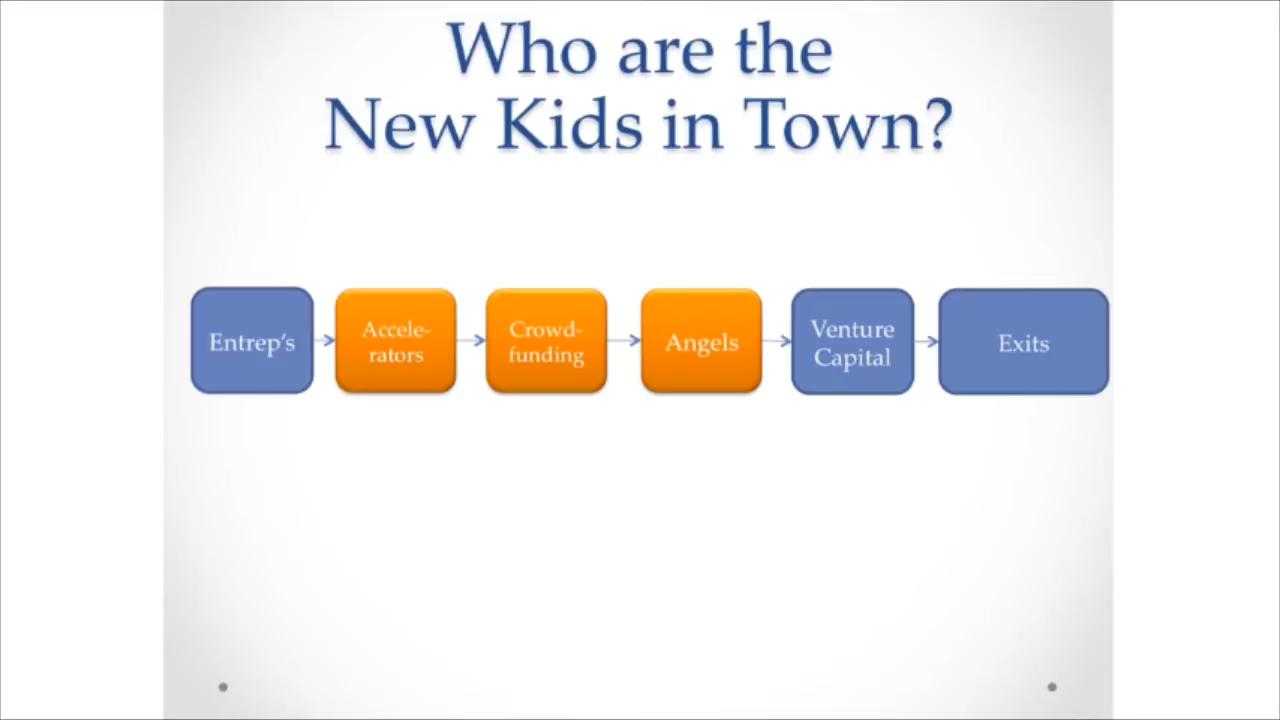 Who are the
New Kids in Town?
Entrep's
Accele-
rators
Crowd-
funding
Angels
Venture
Capital
Exits